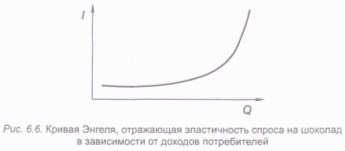 I
Q
Рис. 6.6. Кривая Энгеля, отражающая эластичность спроса на шоколад
в зависимости от доходов потребителей